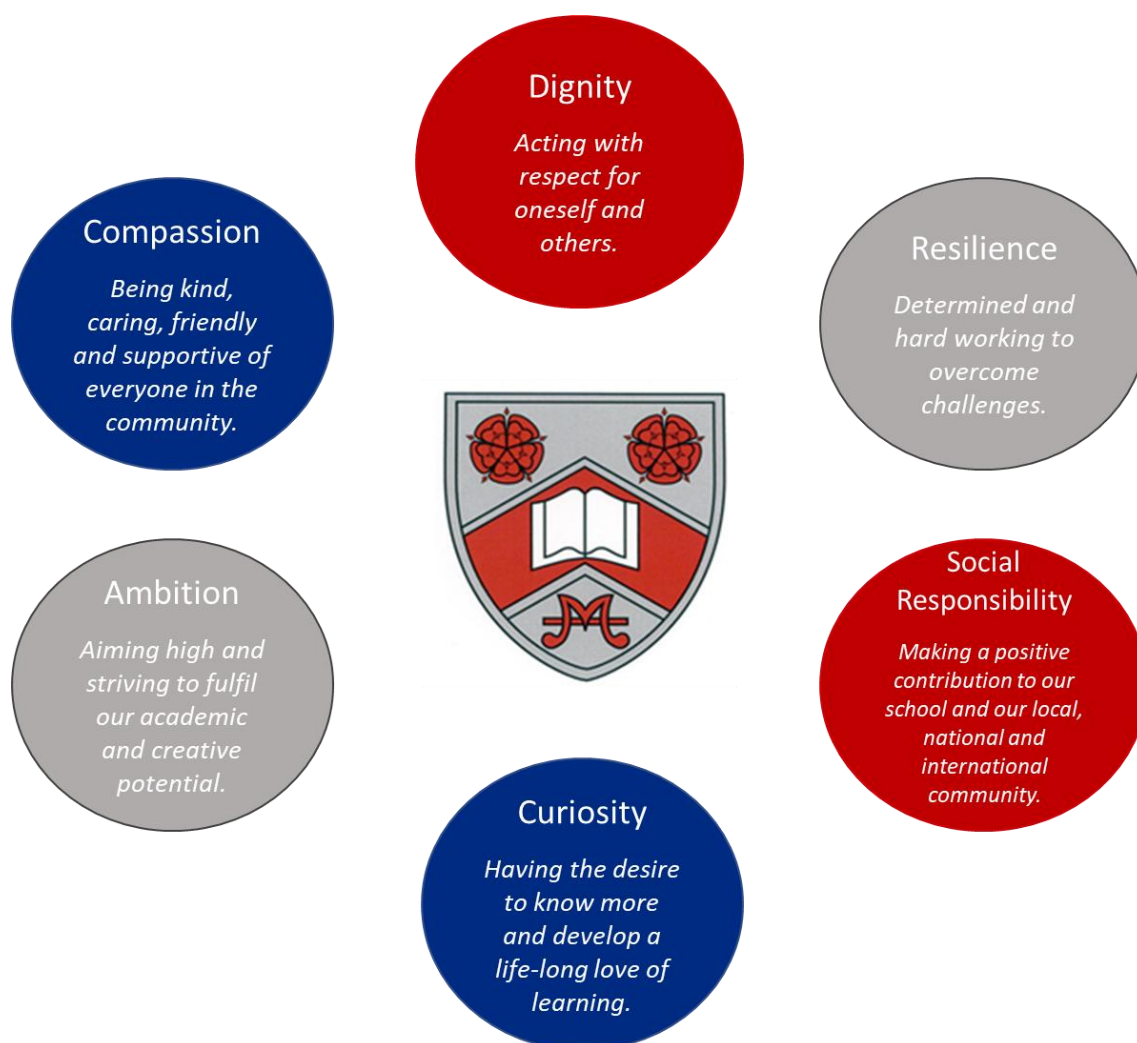 Dignity
Acting with
respect for
oneself and
others.
Compassion
Being kind,
caring, friendly
and supportive of
everyone in the
community.
Resilience
Determined and
hard working to
overcome
challenges.
Ambition
Aiming high and
striving to fulfil
our academic
and creative
potential.
Social
Responsibility
Making a positive
contribution to our
school and our local,
national and
international
community.
Curiosity
Having the desire
to know more
and develop a
life-long love of
learning.